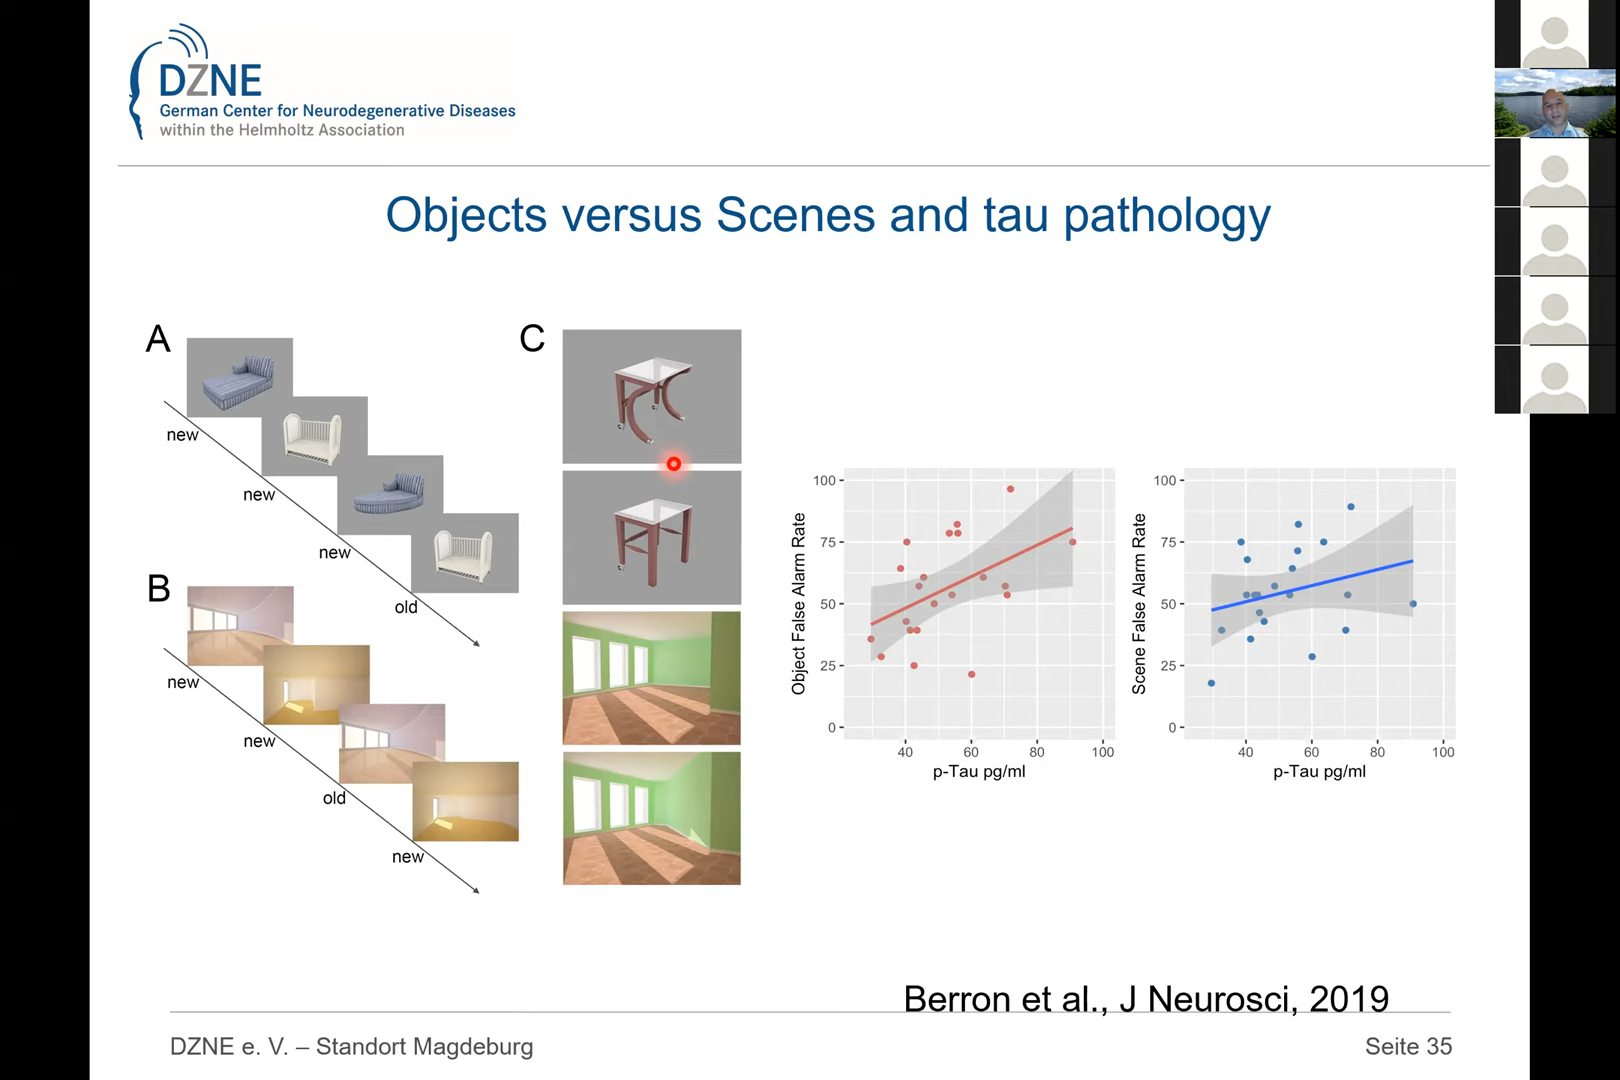 DZNE
German Center for Neurodegenerative Diseases
within the Helmholtz Association
Objects versus Scenes and tau pathology
A
new
new
new
old
B
new
new
old
new
C
Object False Alarm Rate
100
75
50
25
0
40 60 80 100
p-Tau pg/ml
Scene False Alarm Rate
100
75
50
25
0
40 60 80 100
p-Tau pg/ml
Berron et al., J Neurosci, 2019
DZNE e. V. – Standort Magdeburg
Seite 35